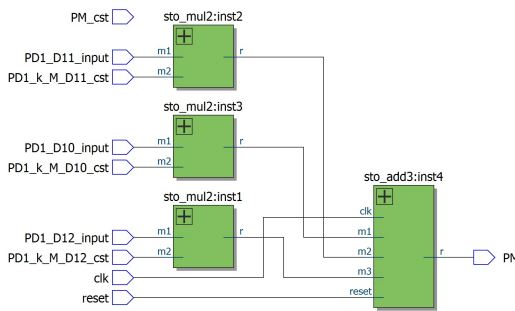 PM_cst
sto_mul2:inst2
PD1_D11_input
m1
r
PD1_k_M_D11_cst
m2
sto_mul2:inst3
PD1_D10_input
m1
r
PD1_k_M_D10_cst
m2
sto_mul2:inst1
sto_add3:inst4
clk
PD1_D12_input
m1
r
m1
PD1_k_M_D12_cst
m2
m2
r
PM
clk
m3
reset
reset